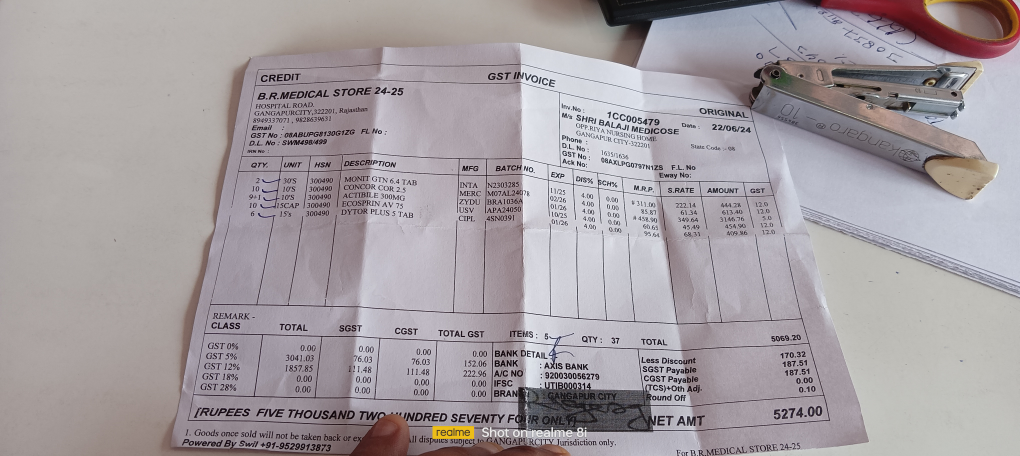 CREDIT GST INVOICE ORIGINAL
B.R.MEDICAL STORE 24-25
HOSPITAL ROAD.
GANGAPURCITY,322201, Rajasthan
8949337071 , 9828639631
Email :
GST No : 08ABUPG8130G1ZG FL No :
D.L. No : SWM498/499
Inv.No : 1CC005479 Date : 22/06/24
M/s SHRI BALAJI MEDICOSE
OPP.RIYA NURSING HOME
GANGAPUR CITY-322201
State Code :- 08
Phone :
D.L. No : 1635/1636
GST No : 08AXLPG0797N1ZS F.L. No
Ack No: Eway No:
QTY. UNIT HSN DESCRIPTION MFG BATCH NO. EXP DIS% SCH% M.R.P. S.RATE AMOUNT GST
2 30'S 300490 MONIT GTN 6.4 TAB INTA N2303285 11/25 4.00 0.00 # 311.00 222.14 444.28 12.0
10 10'S 300490 CONCOR COR 2.5 MERC M07AL24078 02/26 4.00 0.00 85.87 61.34 613.40 12.0
9+1 10'S 300490 ACTIBILE 300MG ZYDU BRA1036A 01/26 4.00 0.00 # 458.90 349.64 3146.76 5.0
10 15CAP 300490 ECOSPRIN AV 75 USV APA24050 10/25 4.00 0.00 60.65 45.49 454.90 12.0
6 15's 300490 DYTOR PLUS 5 TAB CIPL 4SN0391 01/26 4.00 0.00 95.64 68.31 409.86 12.0
REMARK -
CLASS TOTAL SGST CGST TOTAL GST ITEMS : 5 QTY : 37 TOTAL 5069.20
GST 0% 0.00 0.00 0.00 0.00
GST 5% 3041.03 76.03 76.03 152.06
GST 12% 1857.85 111.48 111.48 222.96
GST 18% 0.00 0.00 0.00 0.00
GST 28% 0.00 0.00 0.00 0.00
BANK DETAIL
BANK : AXIS BANK
A/C NO : 920030056279
IFSC : UTIB000314
BRAN : GANGAPUR CITY
Less Discount 170.32
SGST Payable 187.51
CGST Payable 187.51
(TCS)+Oth Adj. 0.00
Round Off 0.10
[RUPEES FIVE THOUSAND TWO HUNDRED SEVENTY FOUR ONLY] NET AMT 5274.00
1. Goods once sold will not be taken back or All disputes subject to GANGAPURCITY Jurisdiction only.
Powered By Swil +91-9529913873
For B.R.MEDICAL STORE 24-25
realme Shot on realme 8i
Kangaro -10